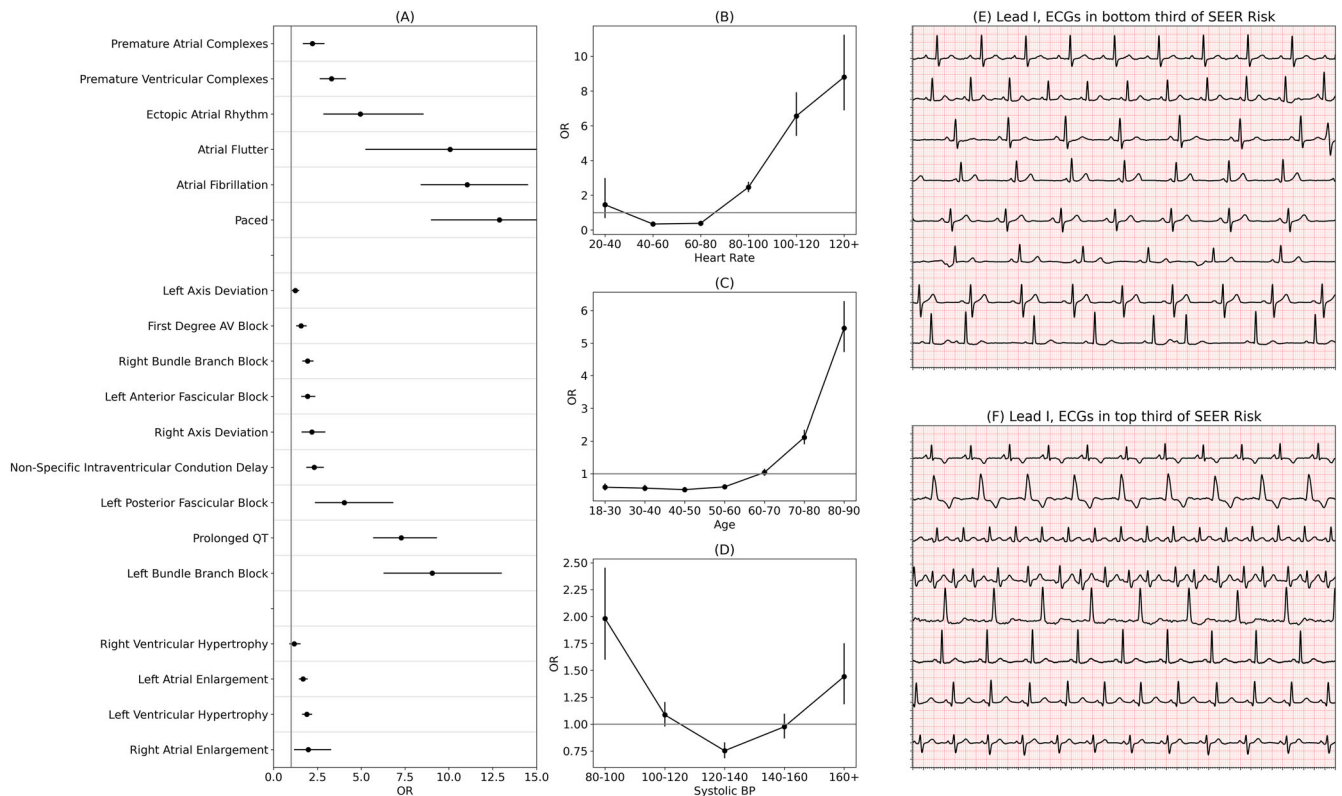 (A)
Premature Atrial Complexes
Premature Ventricular Complexes
Ectopic Atrial Rhythm
Atrial Flutter
Atrial Fibrillation
Paced
Left Axis Deviation
First Degree AV Block
Right Bundle Branch Block
Left Anterior Fascicular Block
Right Axis Deviation
Non-Specific Intraventricular Condution Delay
Left Posterior Fascicular Block
Prolonged QT
Left Bundle Branch Block
Right Ventricular Hypertrophy
Left Atrial Enlargement
Left Ventricular Hypertrophy
Right Atrial Enlargement
0.0 2.5 5.0 7.5 10.0 12.5 15.0
OR
(B)
10
8
6
4
2
0
OR
20-40 40-60 60-80 80-100 100-120 120+
Heart Rate
(C)
6
5
4
3
2
1
OR
18-30 30-40 40-50 50-60 60-70 70-80 80-90
Age
(D)
2.50
2.25
2.00
1.75
1.50
1.25
1.00
0.75
OR
80-100 100-120 120-140 140-160 160+
Systolic BP
(E) Lead I, ECGs in bottom third of SEER Risk
(F) Lead I, ECGs in top third of SEER Risk